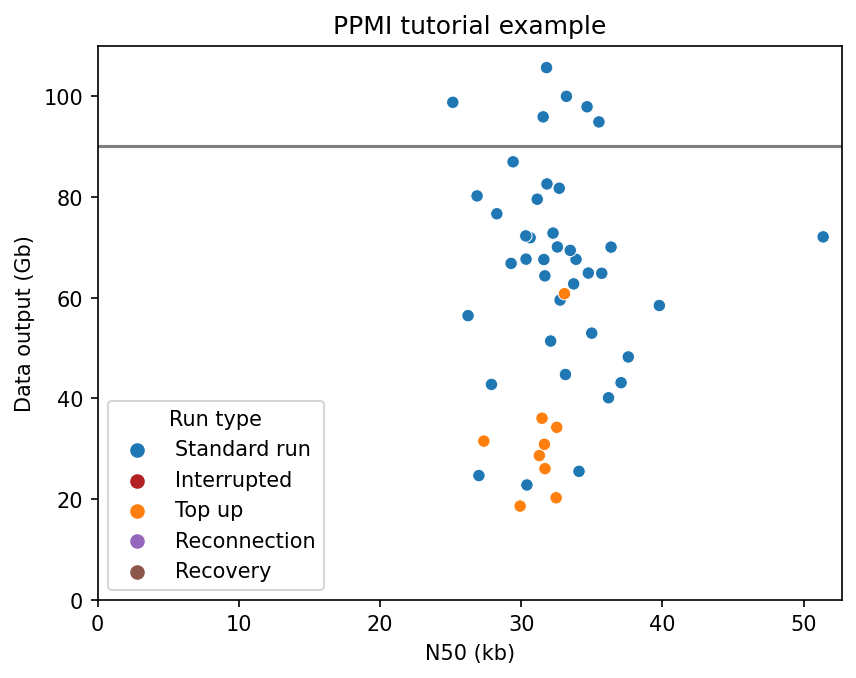 PPMI tutorial example
100
80
60
40
20
0
Data output (Gb)
Run type
Standard run
Interrupted
Top up
Reconnection
Recovery
0 10 20 30 40 50
N50 (kb)